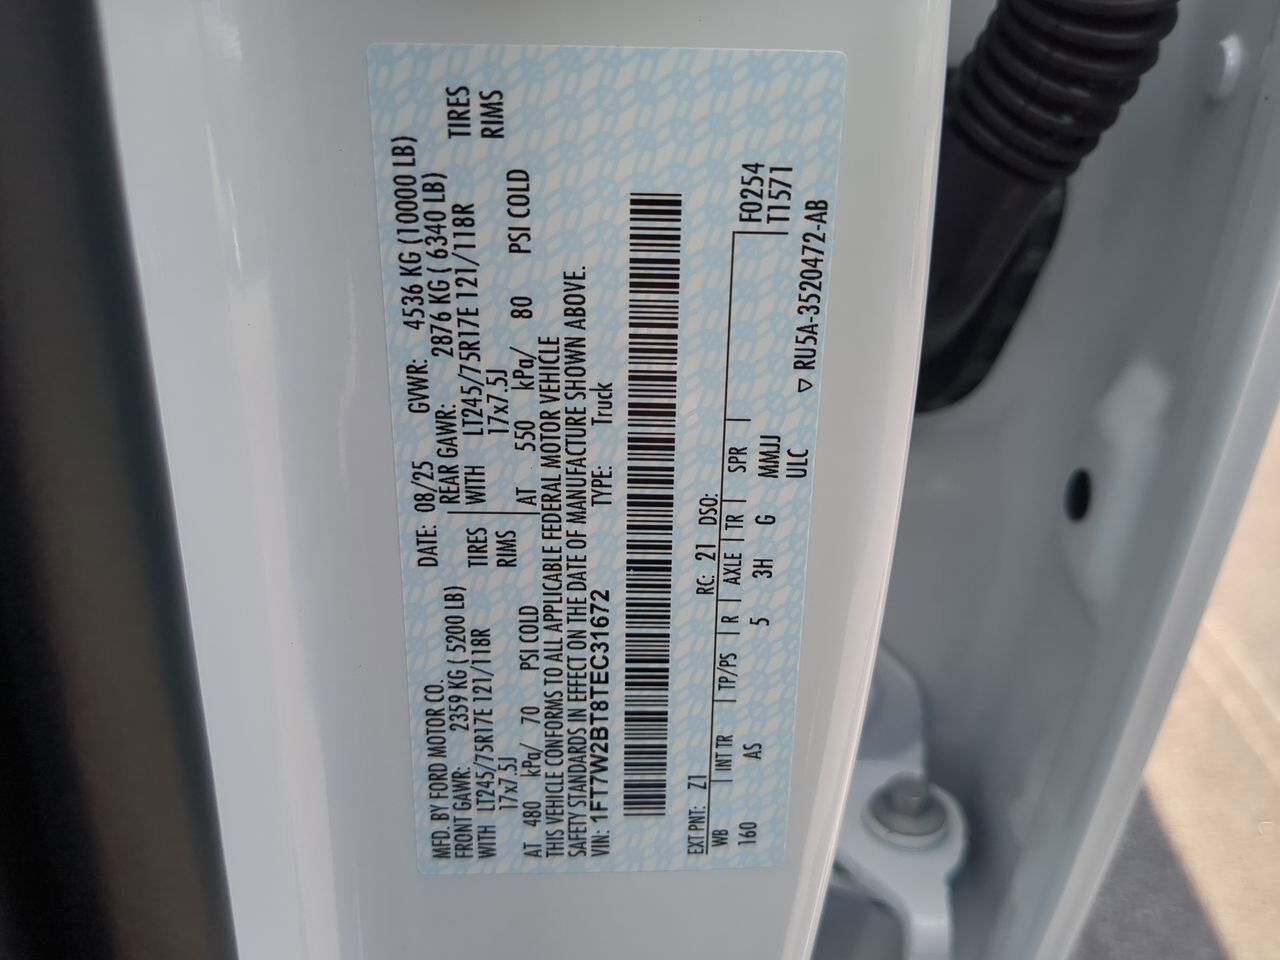 MFD. BY FORD MOTOR CO. DATE: 08/25 GVWR: 4536 KG (10000 LB)
FRONT GAWR: 2359 KG ( 5200 LB) REAR GAWR: 2876 KG ( 6340 LB)
WITH LT245/75R17E 121/118R TIRES WITH LT245/75R17E 121/118R TIRES
17x7.5J RIMS 17x7.5J RIMS
AT 480 kPa/ 70 PSI COLD AT 550 kPa/ 80 PSI COLD
THIS VEHICLE CONFORMS TO ALL APPLICABLE FEDERAL MOTOR VEHICLE
SAFETY STANDARDS IN EFFECT ON THE DATE OF MANUFACTURE SHOWN ABOVE.
VIN: 1FT7W2BT8TEC31672 TYPE: Truck
EXT PNT: Z1 RC: 21 DSO:
WB INT TR TP/PS R AXLE TR SPR F0254
160 AS 5 3H G MMJJ T1571
ULC
▽ RU5A-3520472-AB